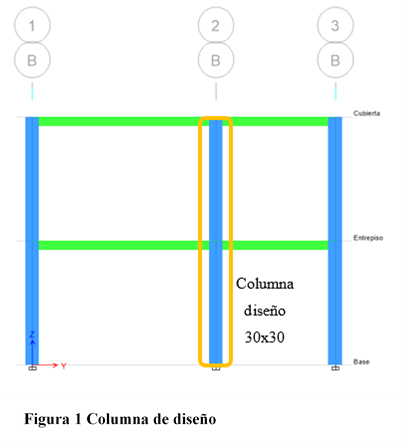 1 2 3
B B B
Cubierta
Entrepiso
Columna
diseño
30x30
Z
Y
Base
Figura 1 Columna de diseño